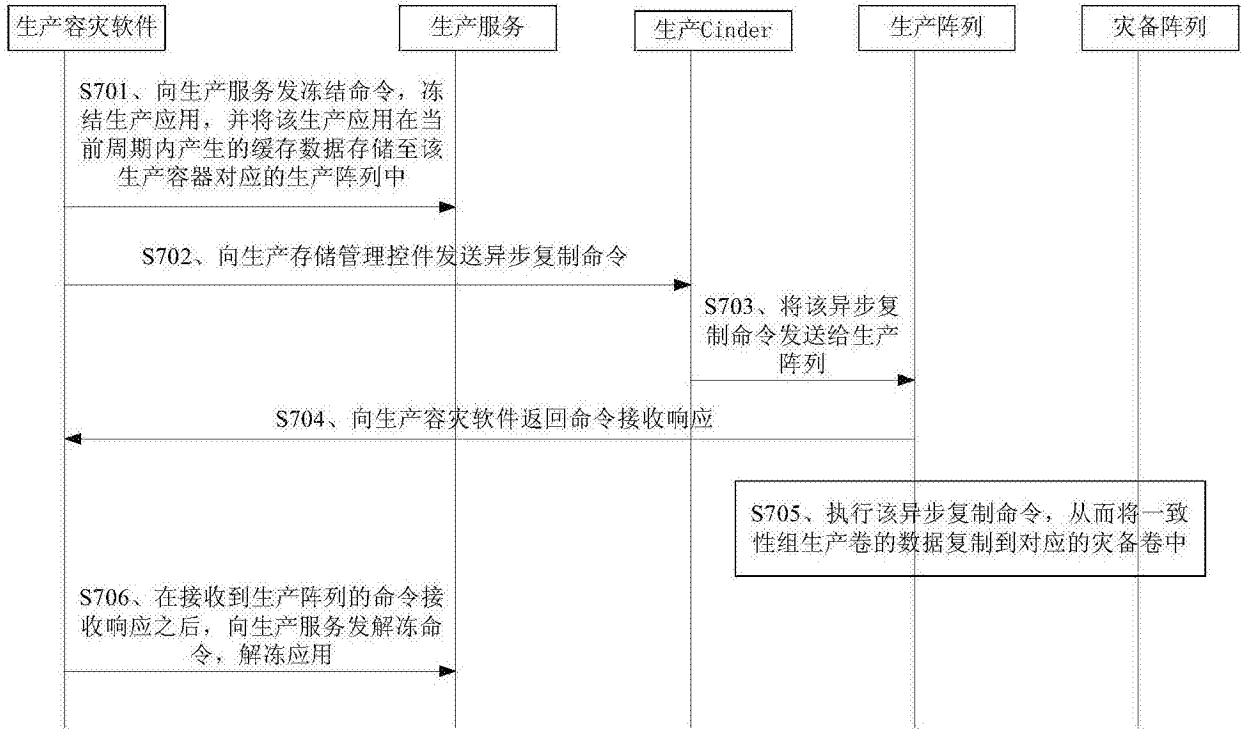 生产容灾软件
生产服务
生产Cinder
生产阵列
灾备阵列
S701、向生产服务发冻结命令，冻
结生产应用，并将该生产应用在当
前周期内产生的缓存数据存储至该
生产容器对应的生产阵列中
S702、向生产存储管理控件发送异步复制命令
S703、将该异步复
制命令发送给生产
阵列
S704、向生产容灾软件返回命令接收响应
S705、执行该异步复制命令，从而将一致
性组生产卷的数据复制到对应的灾备卷中
S706、在接收到生产阵列的命令接
收响应之后，向生产服务发解冻命
令，解冻应用